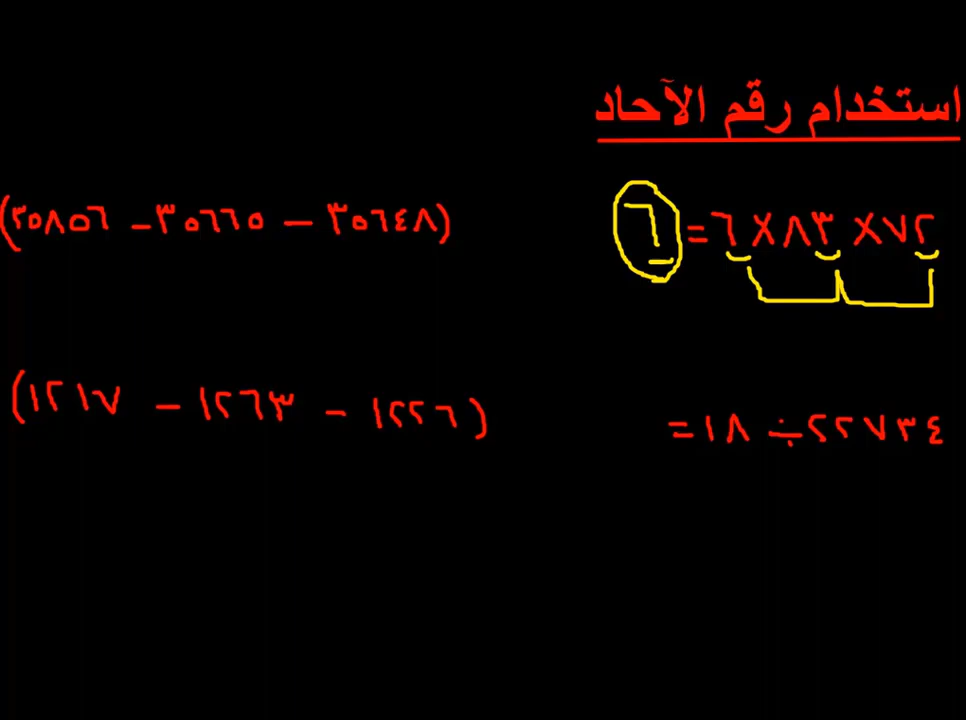 استخدام رقم الآحاد
٧٢ × ٨٣ × ٦ = ٦
(٣٥٦٤٨ – ٣٥٦٦٥ – ٣٥٨٥٦)
٢٢٧٣٤ ÷ ١٨ =
(١٢٢٦ – ١٢٦٣ – ١٢١٧)